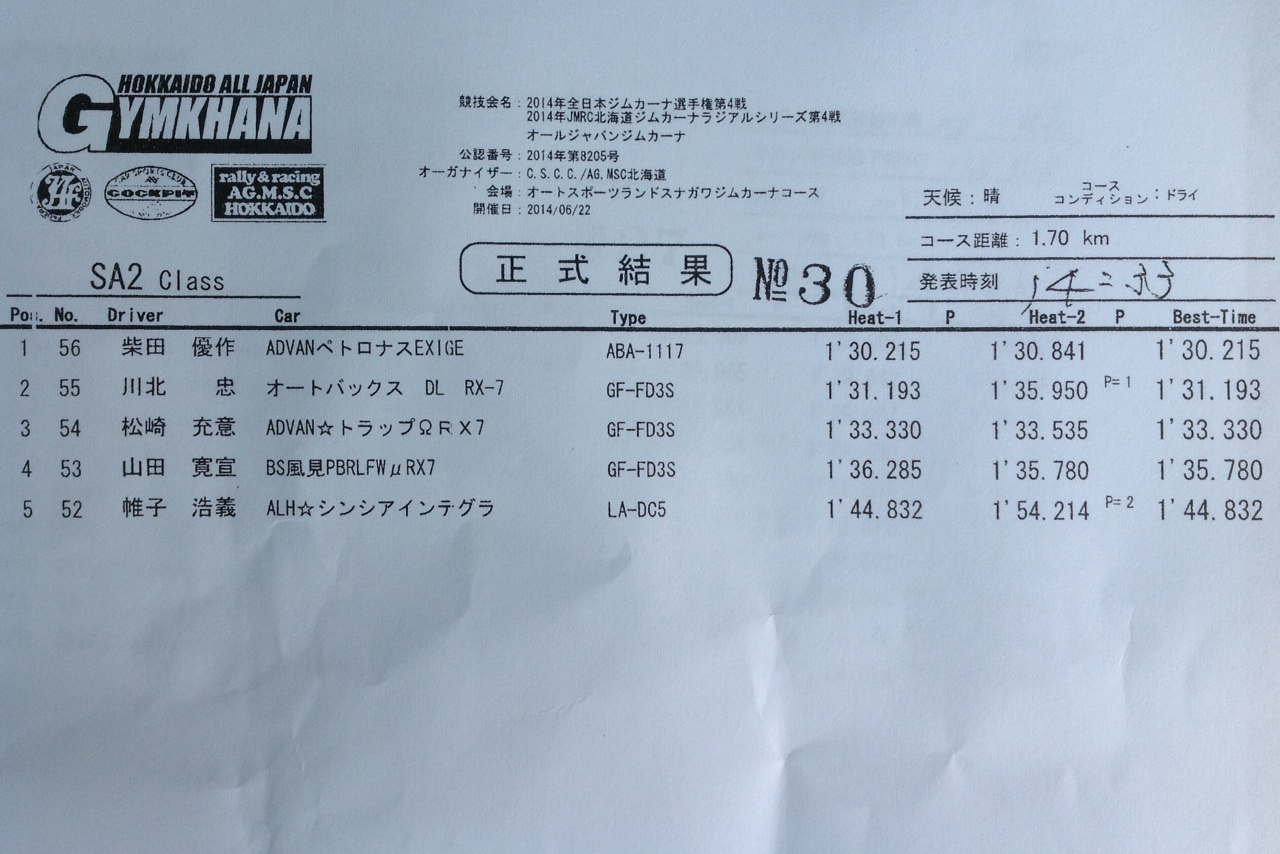 HOKKAIDO ALL JAPAN
GYMKHANA
JAPAN AUTOMOBILE FEDERATION
CAR SPORTS CLUB
COCKPIT
rally & racing
AG.M.S.C
HOKKAIDO
競技会名：2014年全日本ジムカーナ選手権第4戦
2014年JMRC北海道ジムカーナラジアルシリーズ第4戦
オールジャパンジムカーナ
公認番号：2014年第8205号
オーガナイザー：C.S.C.C./AG.MSC北海道
会場：オートスポーツランドスナガワジムカーナコース
開催日：2014/06/22
天候：晴 コースコンディション：ドライ
コース距離：1.70 km
SA2 Class
正式結果
№30
発表時刻
Pos. No. Driver Car Type Heat-1 P Heat-2 P Best-Time
1 56 柴田 優作 ADVANペトロナスEXIGE ABA-1117 1'30.215 1'30.841 1'30.215
2 55 川北 忠 オートバックス DL RX-7 GF-FD3S 1'31.193 1'35.950 P=1 1'31.193
3 54 松崎 充意 ADVAN☆トラップΩＲＸ7 GF-FD3S 1'33.330 1'33.535 1'33.330
4 53 山田 寛宣 BS風見PBRLFWμRX7 GF-FD3S 1'36.285 1'35.780 1'35.780
5 52 帷子 浩義 ALH☆シンシアインテグラ LA-DC5 1'44.832 1'54.214 P=2 1'44.832